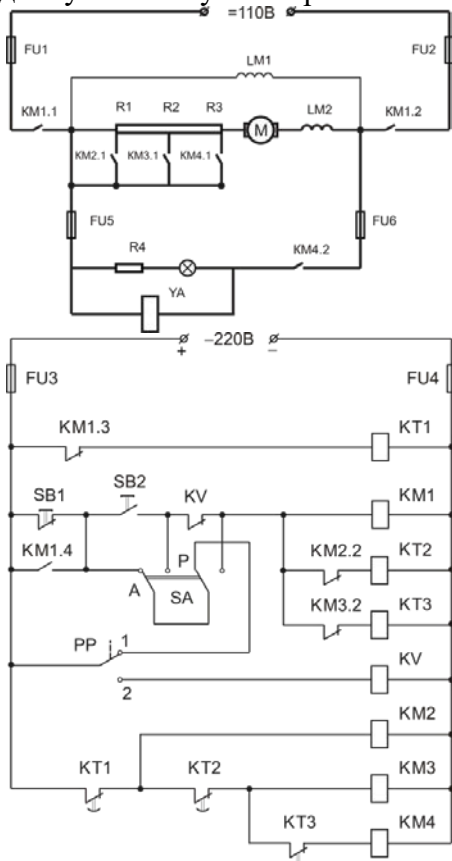 =110В
FU1
FU2
LM1
KM1.1
R1 R2 R3
LM2
KM1.2
M
KM2.1 KM3.1 KM4.1
FU5
FU6
R4
KM4.2
YA
–220В
+ –
FU3
FU4
KM1.3
KT1
SB1
SB2
KV
KM1
KM1.4
KM2.2
KT2
P
A
SA
KM3.2
KT3
PP
1
KV
2
KM2
KT1
KT2
KM3
KT3
KM4